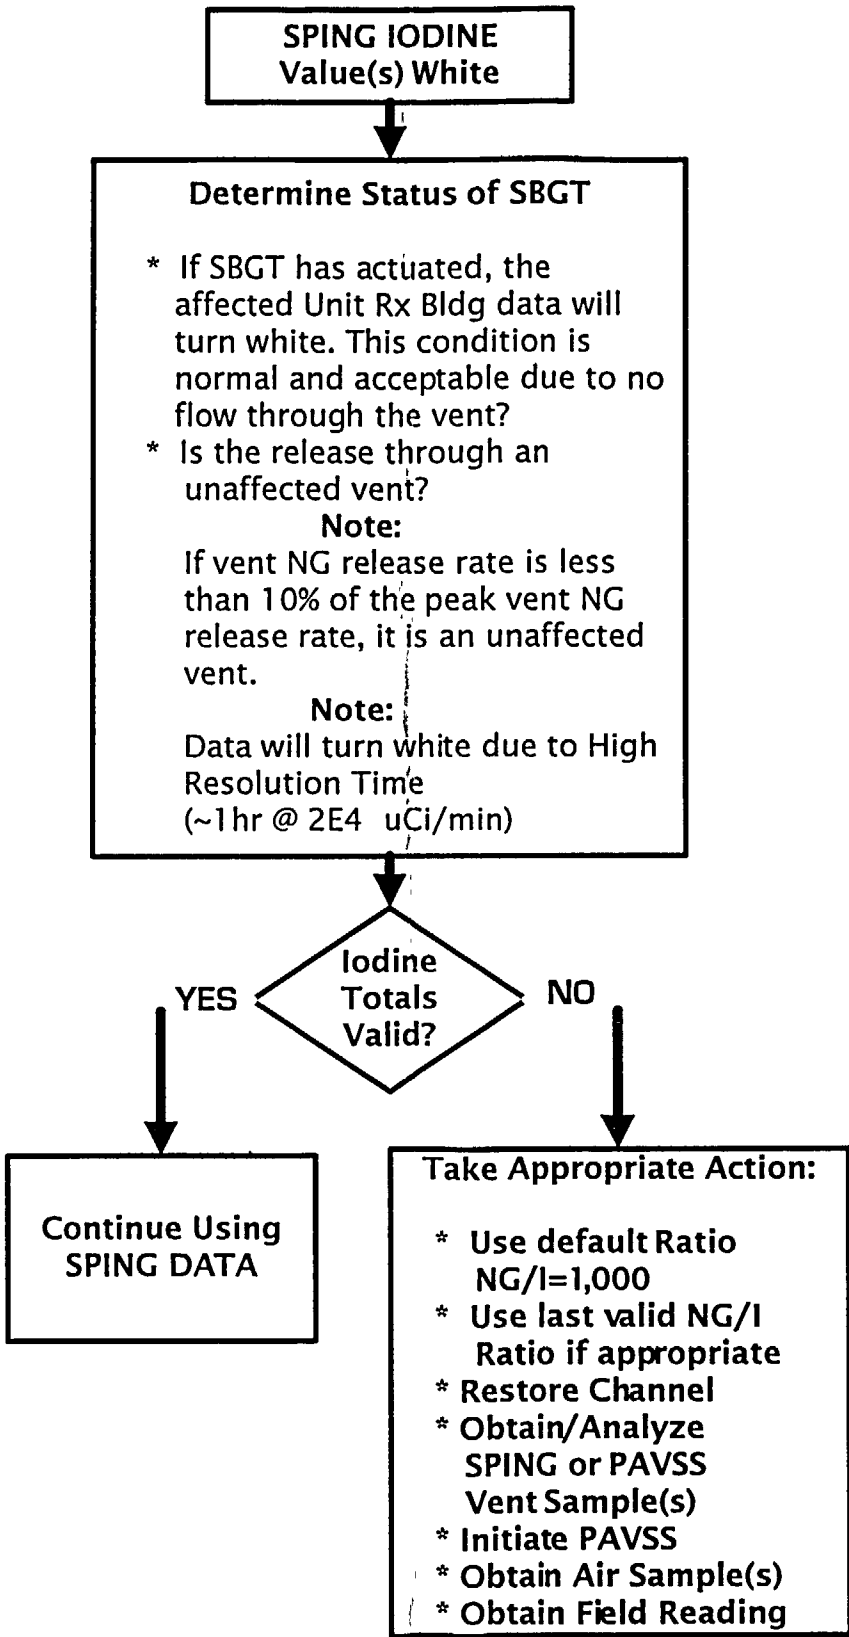 SPING IODINE
Value(s) White
Determine Status of SBGT
* If SBGT has actuated, the
affected Unit Rx Bldg data will
turn white. This condition is
normal and acceptable due to no
flow through the vent?
* Is the release through an
unaffected vent?
Note:
If vent NG release rate is less
than 10% of the peak vent NG
release rate, it is an unaffected
vent.
Note:
Data will turn white due to High
Resolution Time
(~1hr @ 2E4 uCi/min)
Iodine
Totals
Valid?
YES
NO
Continue Using
SPING DATA
Take Appropriate Action:
* Use default Ratio
NG/I=1,000
* Use last valid NG/I
Ratio if appropriate
* Restore Channel
* Obtain/Analyze
SPING or PAVSS
Vent Sample(s)
* Initiate PAVSS
* Obtain Air Sample(s)
* Obtain Field Reading